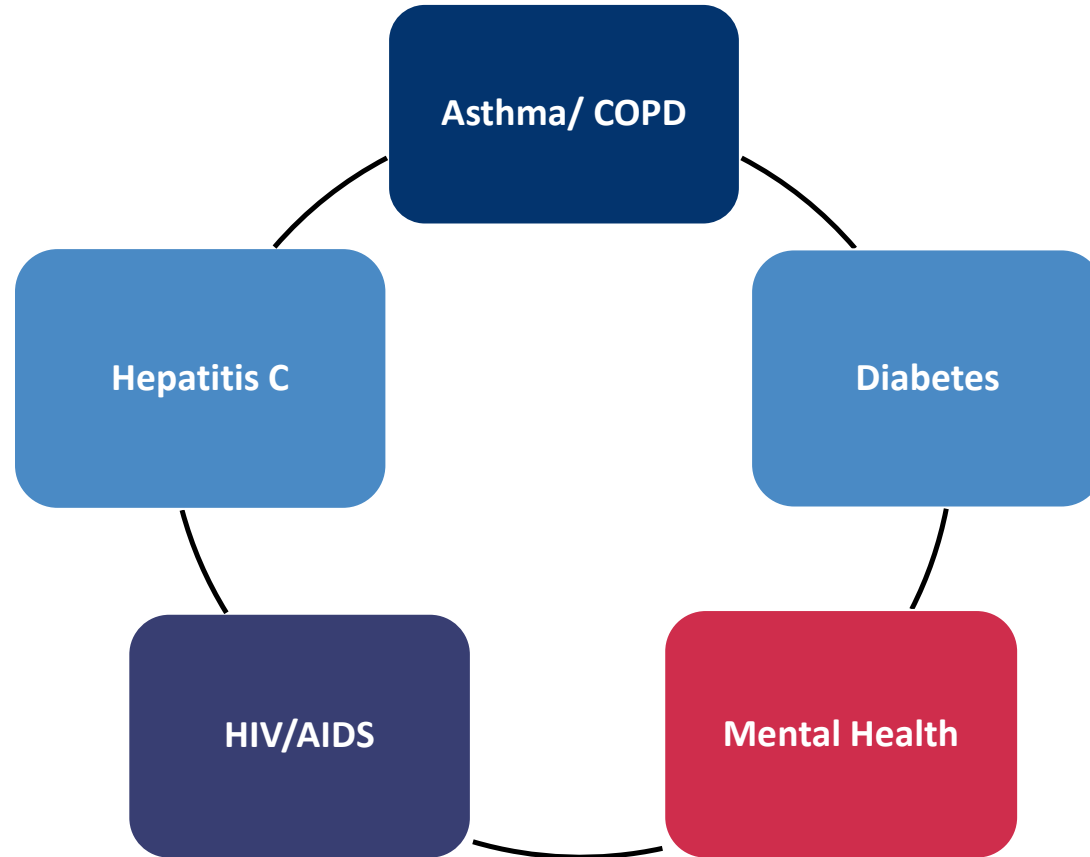 Asthma/ COPD
Hepatitis C
Diabetes
HIV/AIDS
Mental Health